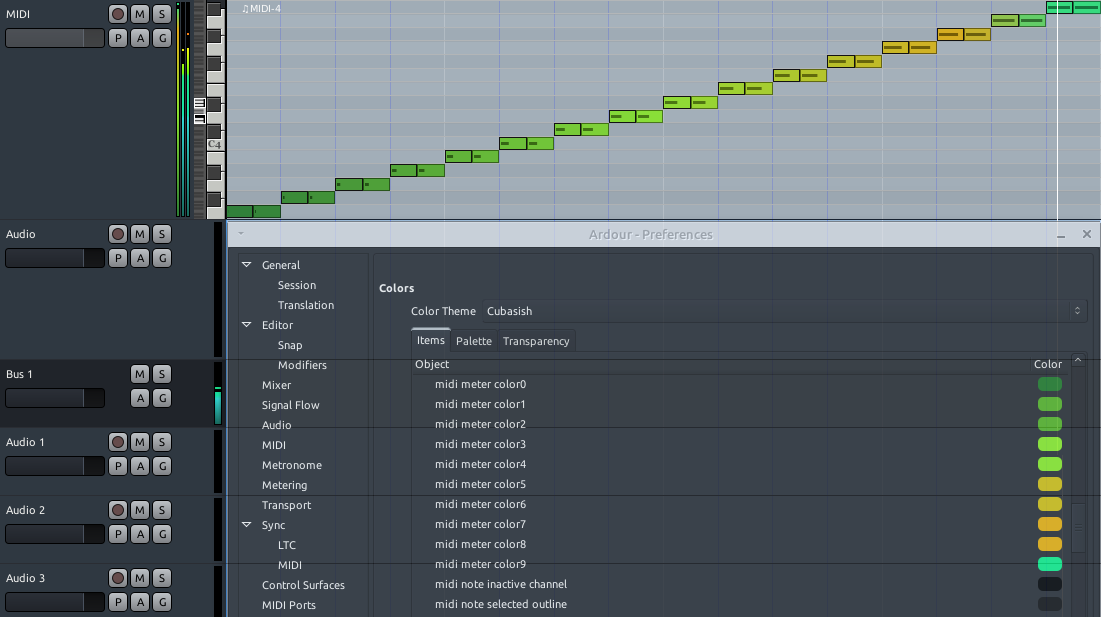 MIDI
M S
P A G
♫MIDI-4
C4
Audio
M S
P A G
Bus 1
M S
A G
Audio 1
M S
P A G
Audio 2
M S
P A G
Audio 3
M S
P A G
Ardour - Preferences
General
Session
Translation
Editor
Snap
Modifiers
Mixer
Signal Flow
Audio
MIDI
Metronome
Metering
Transport
Sync
LTC
MIDI
Control Surfaces
MIDI Ports
Colors
Color Theme Cubasish
Items Palette Transparency
Object Color
midi meter color0
midi meter color1
midi meter color2
midi meter color3
midi meter color4
midi meter color5
midi meter color6
midi meter color7
midi meter color8
midi meter color9
midi note inactive channel
midi note selected outline